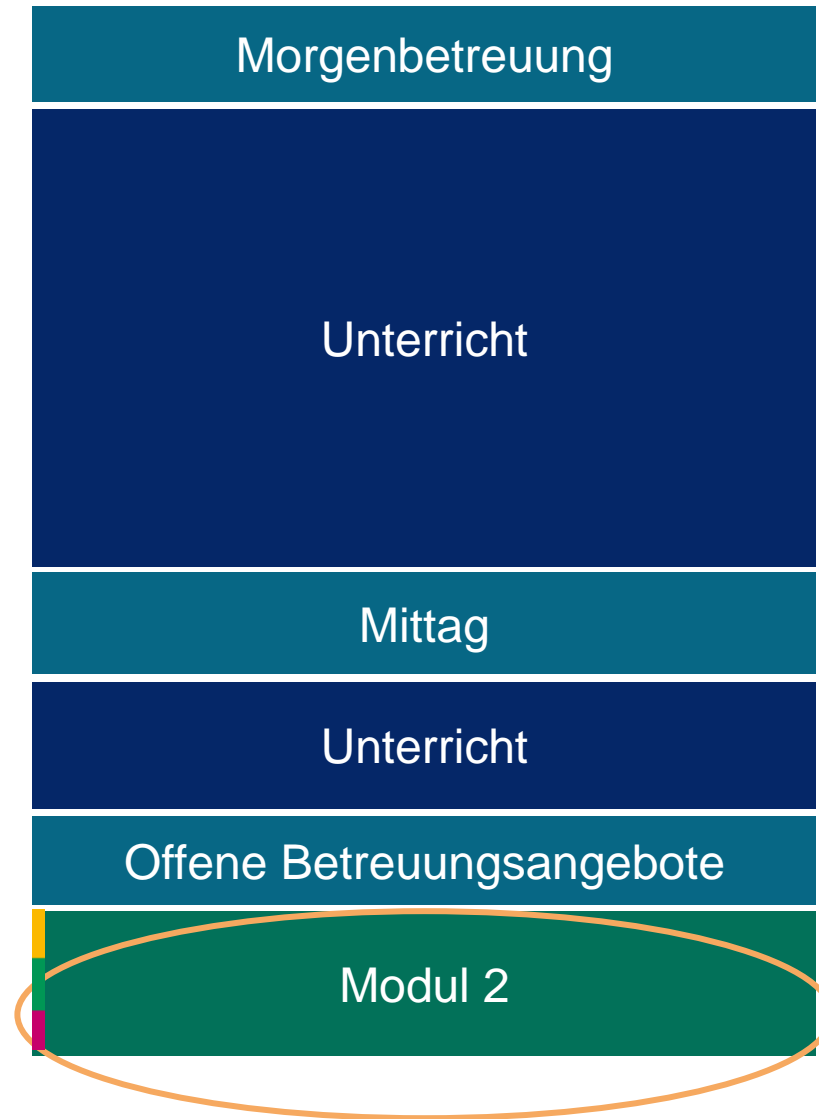 Morgenbetreuung
Unterricht
Mittag
Unterricht
Offene Betreuungsangebote
Modul 2